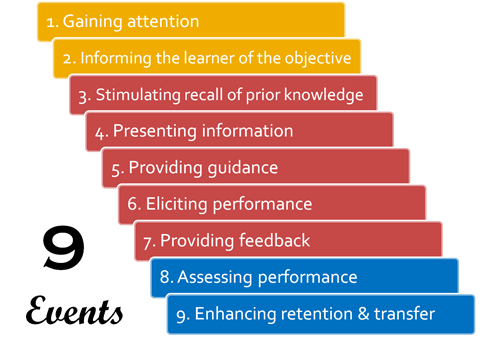 1. Gaining attention
2. Informing the learner of the objective
3. Stimulating recall of prior knowledge
4. Presenting information
5. Providing guidance
6. Eliciting performance
7. Providing feedback
8. Assessing performance
9. Enhancing retention & transfer
9
Events